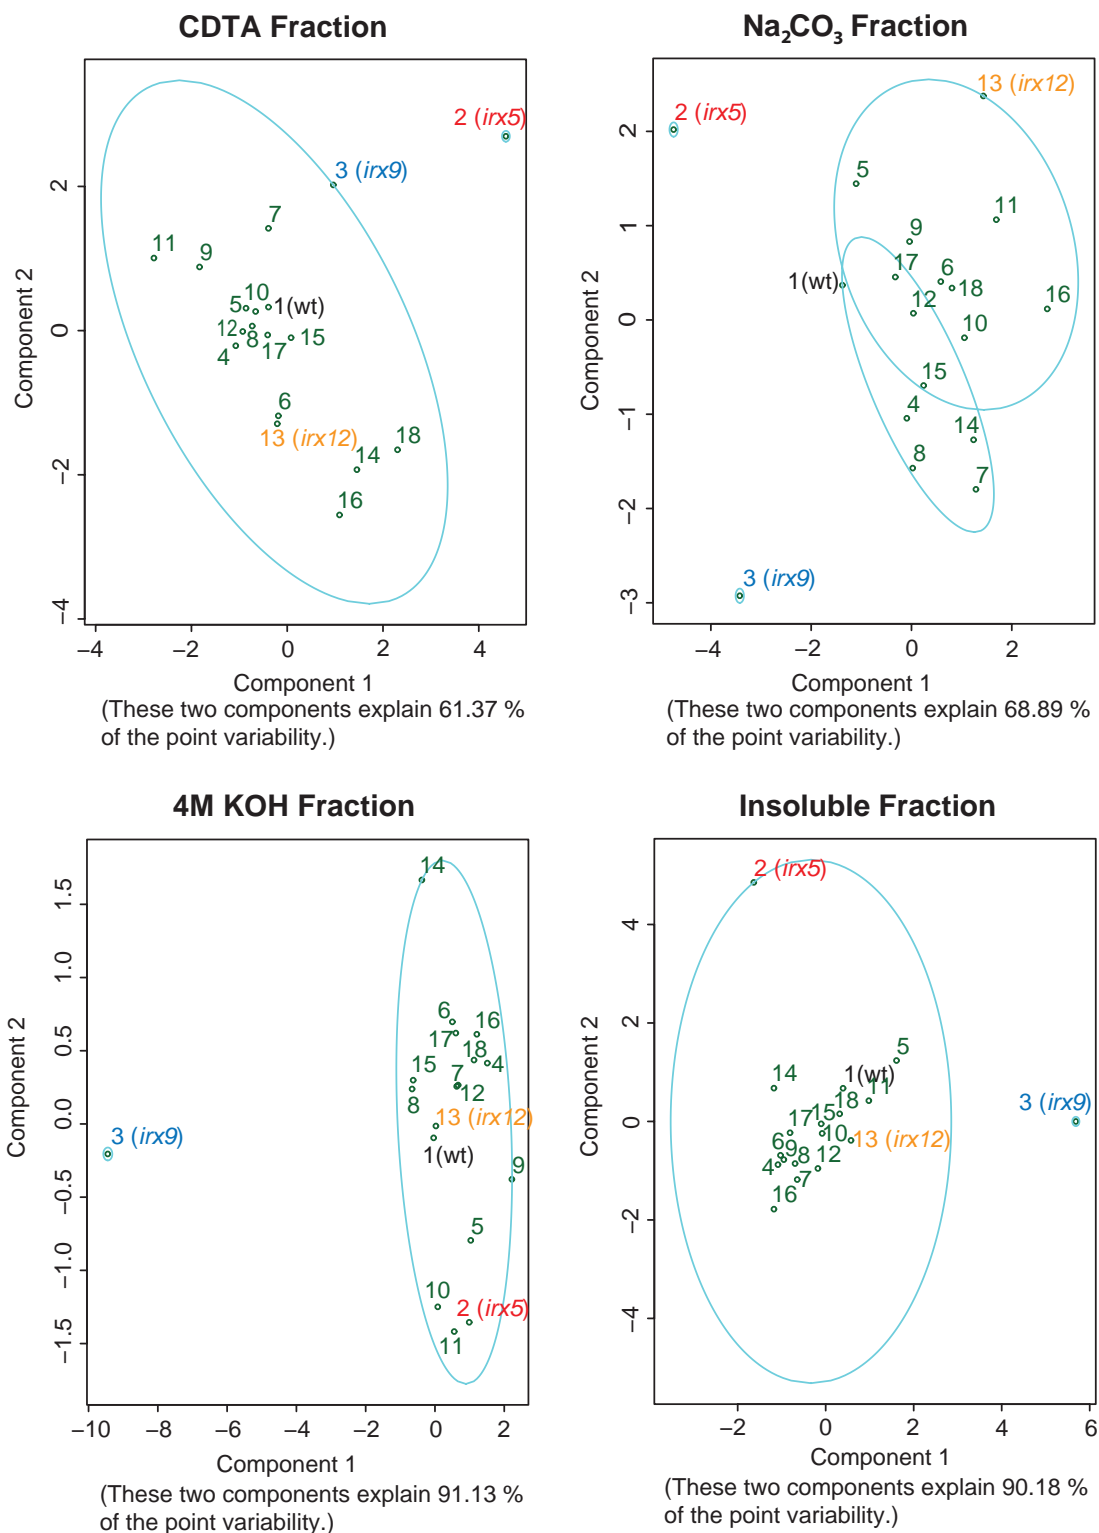 CDTA Fraction
2 (irx5)
3 (irx9)
7
11
9
10
5
1(wt)
12
8
17
15
4
6
13 (irx12)
14
18
16
2
0
−2
−4
Component 2
−4
−2
0
2
4
Component 1
(These two components explain 61.37 %
of the point variability.)
Na₂CO₃ Fraction
13 (irx12)
2 (irx5)
5
11
9
17
6
18
1(wt)
12
16
10
15
4
14
8
7
3 (irx9)
2
1
0
−1
−2
−3
Component 2
−4
−2
0
2
Component 1
(These two components explain 68.89 %
of the point variability.)
4M KOH Fraction
14
6
16
17
18
4
15
7
12
8
13 (irx12)
3 (irx9)
1(wt)
9
5
10
2 (irx5)
11
1.5
1.0
0.5
0.0
−0.5
−1.0
−1.5
Component 2
−10
−8
−6
−4
−2
0
2
Component 1
(These two components explain 91.13 %
of the point variability.)
Insoluble Fraction
2 (irx5)
5
14
1(wt)
11
18
15
17
10
3 (irx9)
13 (irx12)
6
9
8
12
4
7
16
4
2
0
−2
−4
Component 2
−2
0
2
4
6
Component 1
(These two components explain 90.18 %
of the point variability.)